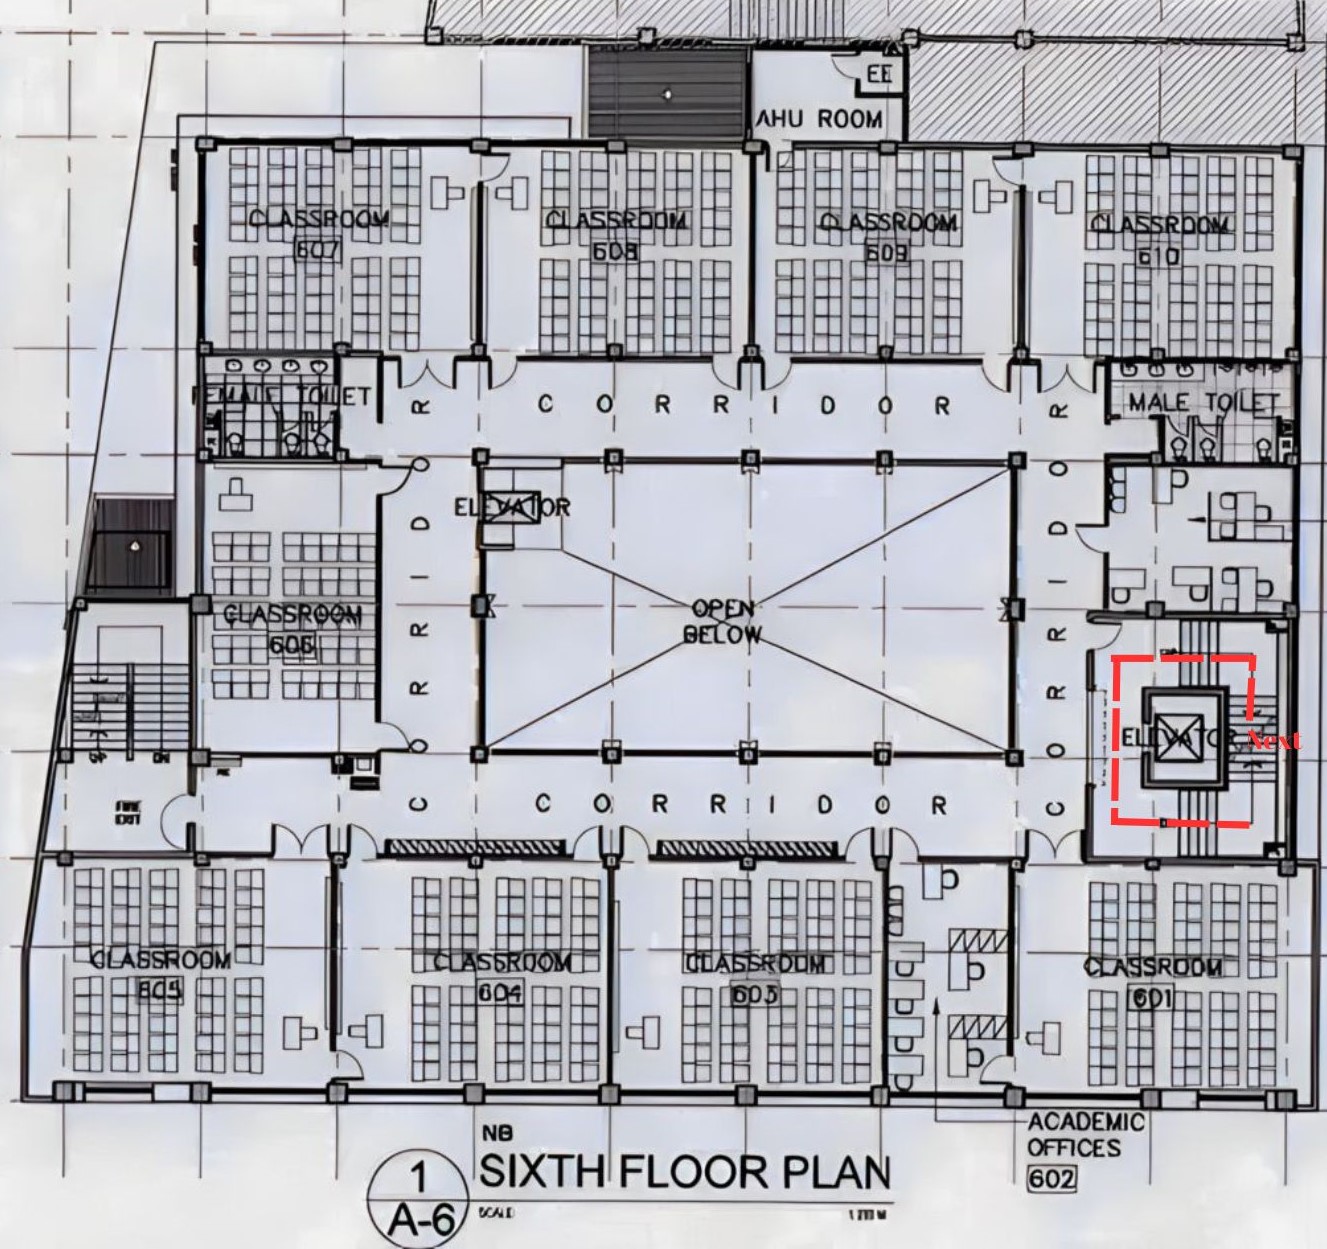 EE
AHU ROOM
CLASSROOM
607
CLASSROOM
608
CLASSROOM
609
CLASSROOM
610
FEMALE TOILET
CORRIDOR
MALE TOILET
CORRIDOR
CORRIDOR
ELEVATOR
OPEN
BELOW
CLASSROOM
606
ELEVATOR
Next
UP
DN
FIRE
EXIT
CORRIDOR
CLASSROOM
605
CLASSROOM
604
CLASSROOM
603
CLASSROOM
601
ACADEMIC
OFFICES
602
NB
1
SIXTH FLOOR PLAN
A-6
SCALE